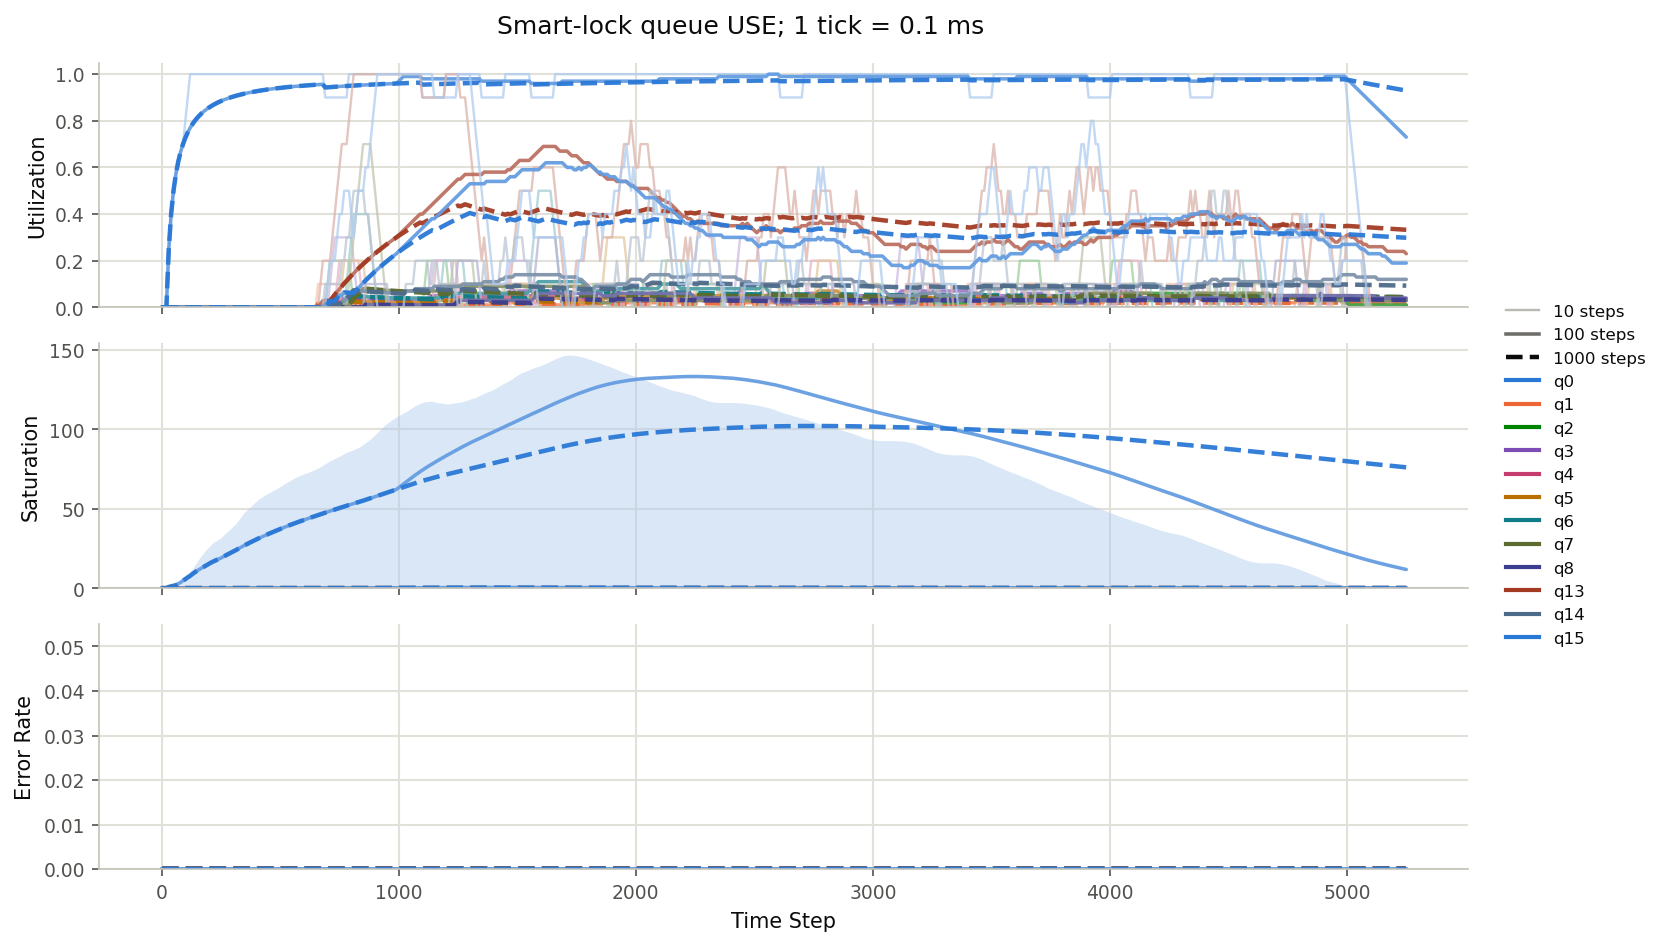 Smart-lock queue USE; 1 tick = 0.1 ms
Utilization
1.0
0.8
0.6
0.4
0.2
0.0
Saturation
150
100
50
0
Error Rate
0.05
0.04
0.03
0.02
0.01
0.00
0 1000 2000 3000 4000 5000
Time Step
10 steps
100 steps
1000 steps
q0
q1
q2
q3
q4
q5
q6
q7
q8
q13
q14
q15